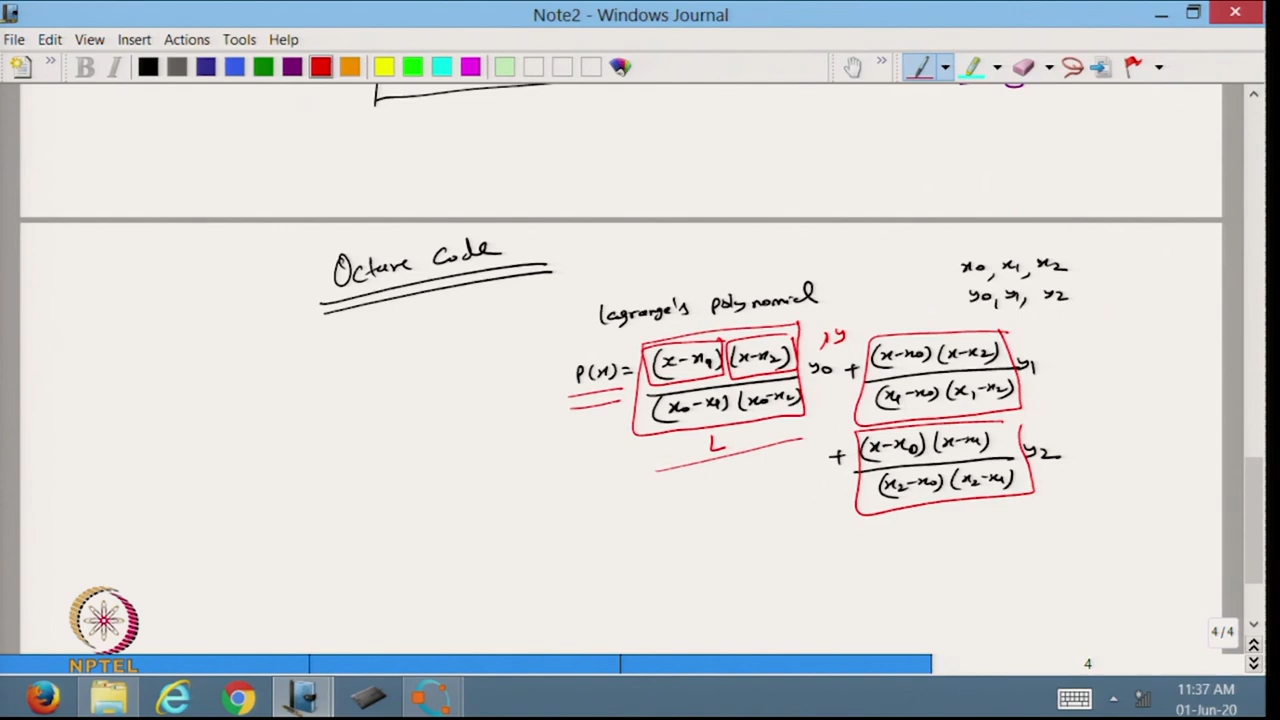 Note2 - Windows Journal
File Edit View Insert Actions Tools Help
Octave Code
x0, x1, x2
y0, y1, y2
Lagrange's polynomial
, y
P(x) = (x-x1)(x-x2) / (x0-x1)(x0-x2) y0 + (x-x0)(x-x2) / (x1-x0)(x1-x2) y1
L
+ (x-x0)(x-x1) / (x2-x0)(x2-x1) y2
4/4
NPTEL
4
11:37 AM
01-Jun-20